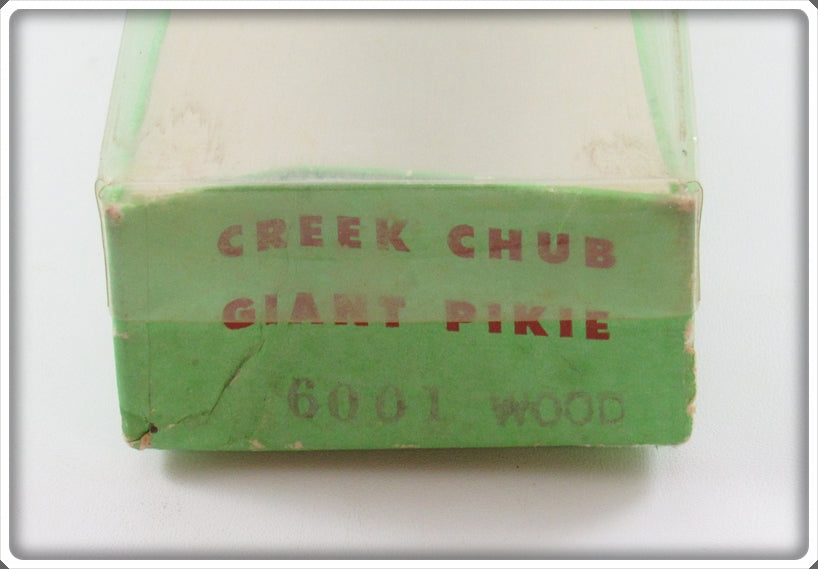 CREEK CHUB
GIANT PIKIE
6001 WOOD